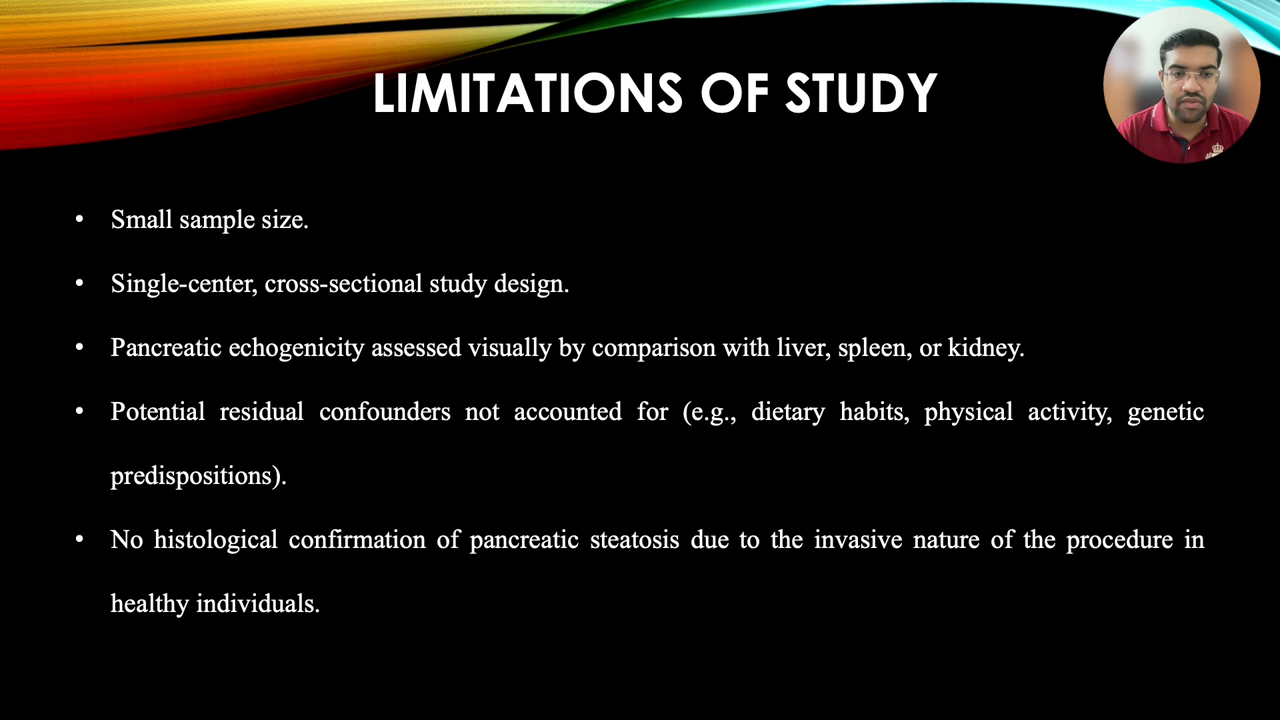 LIMITATIONS OF STUDY
• Small sample size.
• Single-center, cross-sectional study design.
• Pancreatic echogenicity assessed visually by comparison with liver, spleen, or kidney.
• Potential residual confounders not accounted for (e.g., dietary habits, physical activity, genetic
predispositions).
• No histological confirmation of pancreatic steatosis due to the invasive nature of the procedure in
healthy individuals.